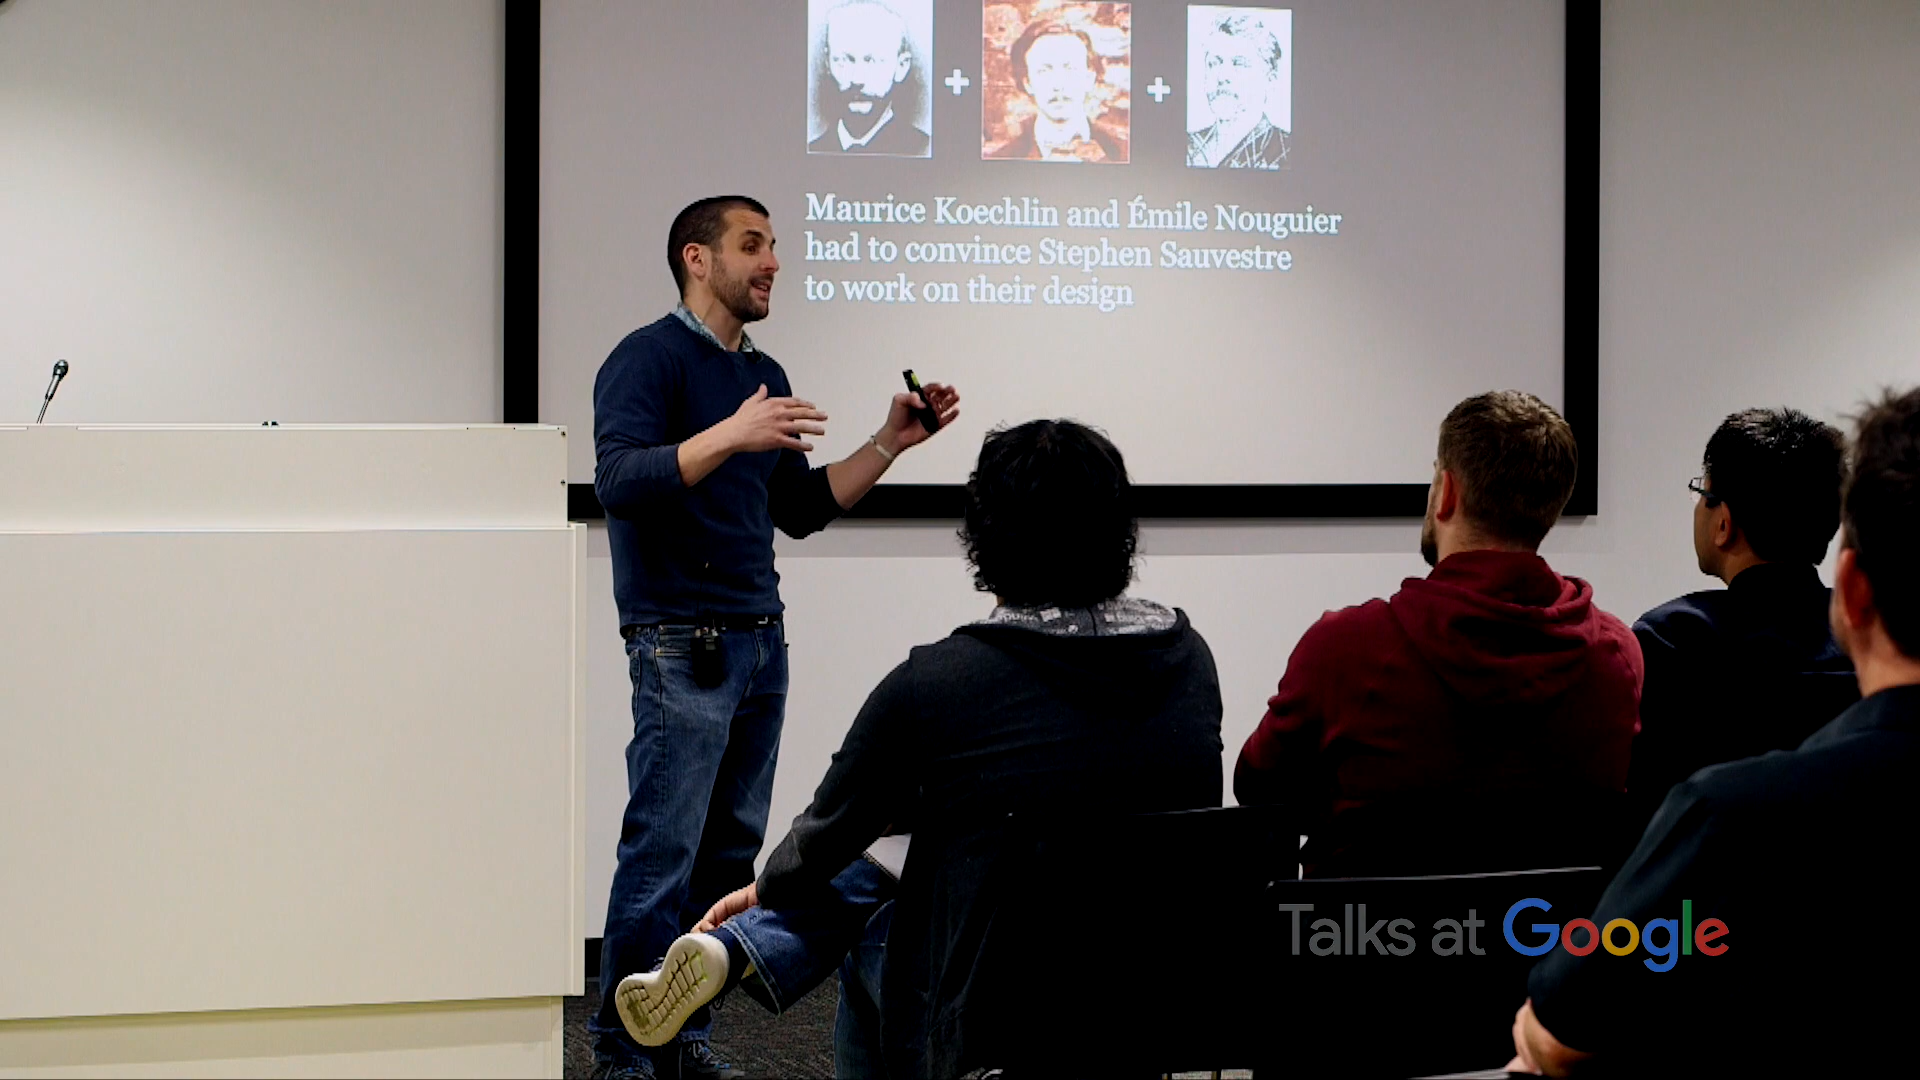 + +
Maurice Koechlin and Émile Nouguier
had to convince Stephen Sauvestre
to work on their design
Talks at Google